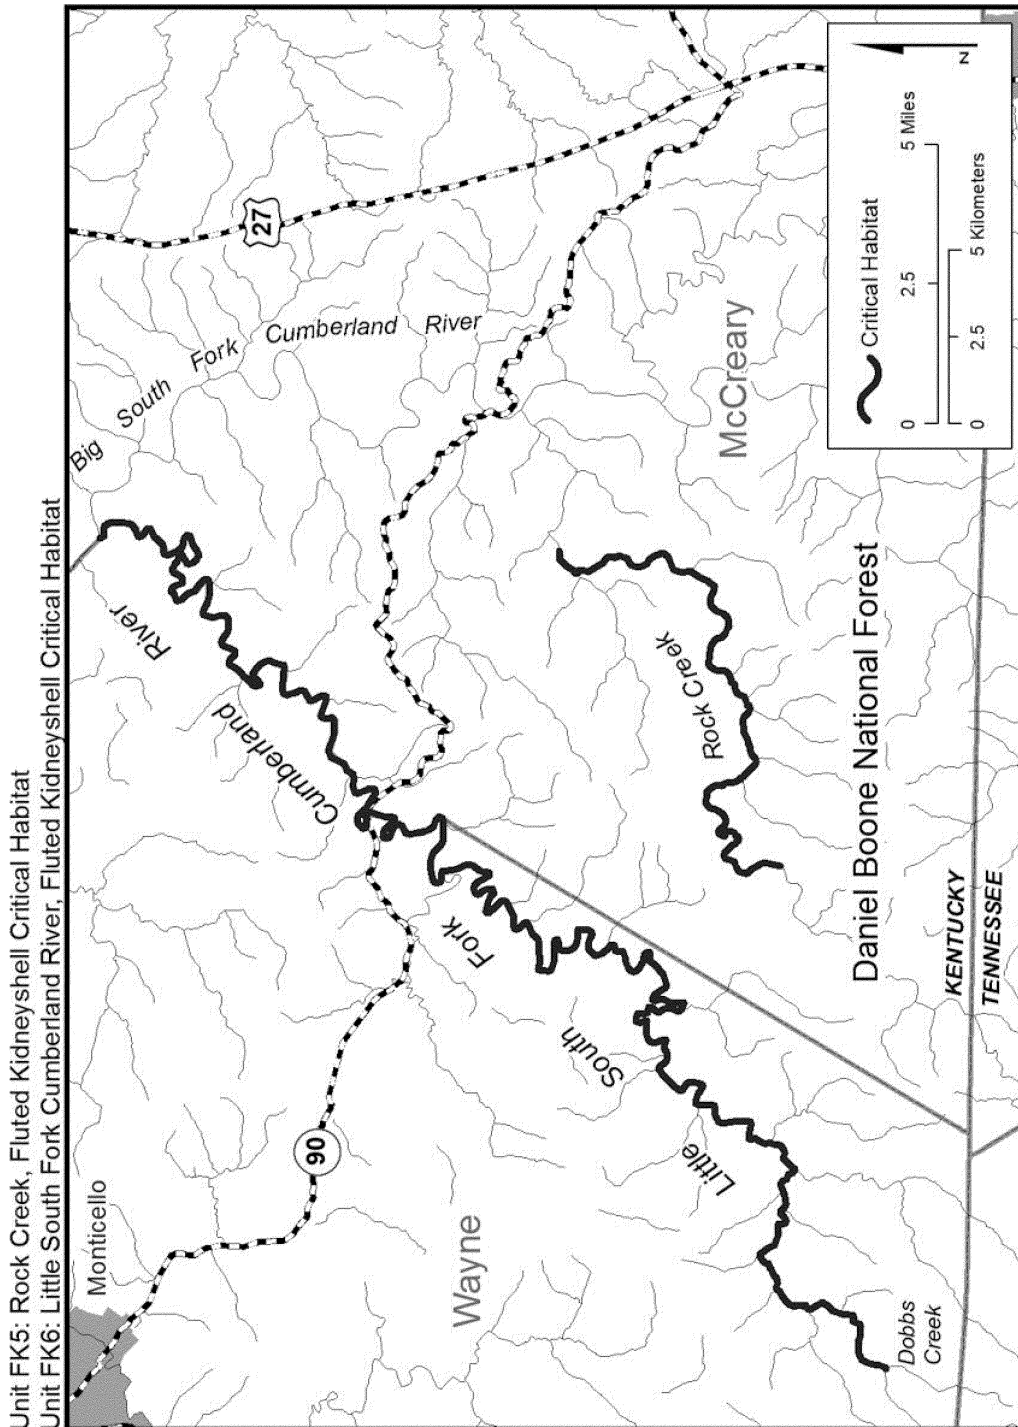 Unit FK5: Rock Creek, Fluted Kidneyshell Critical Habitat
Unit FK6: Little South Fork Cumberland River, Fluted Kidneyshell Critical Habitat
Monticello
90
Wayne
Little
South
Fork
Cumberland
River
Big South Fork Cumberland River
27
Rock Creek
McCreary
Daniel Boone National Forest
Dobbs
Creek
KENTUCKY
TENNESSEE
Critical Habitat
0 2.5 5 Miles
0 2.5 5 Kilometers
N